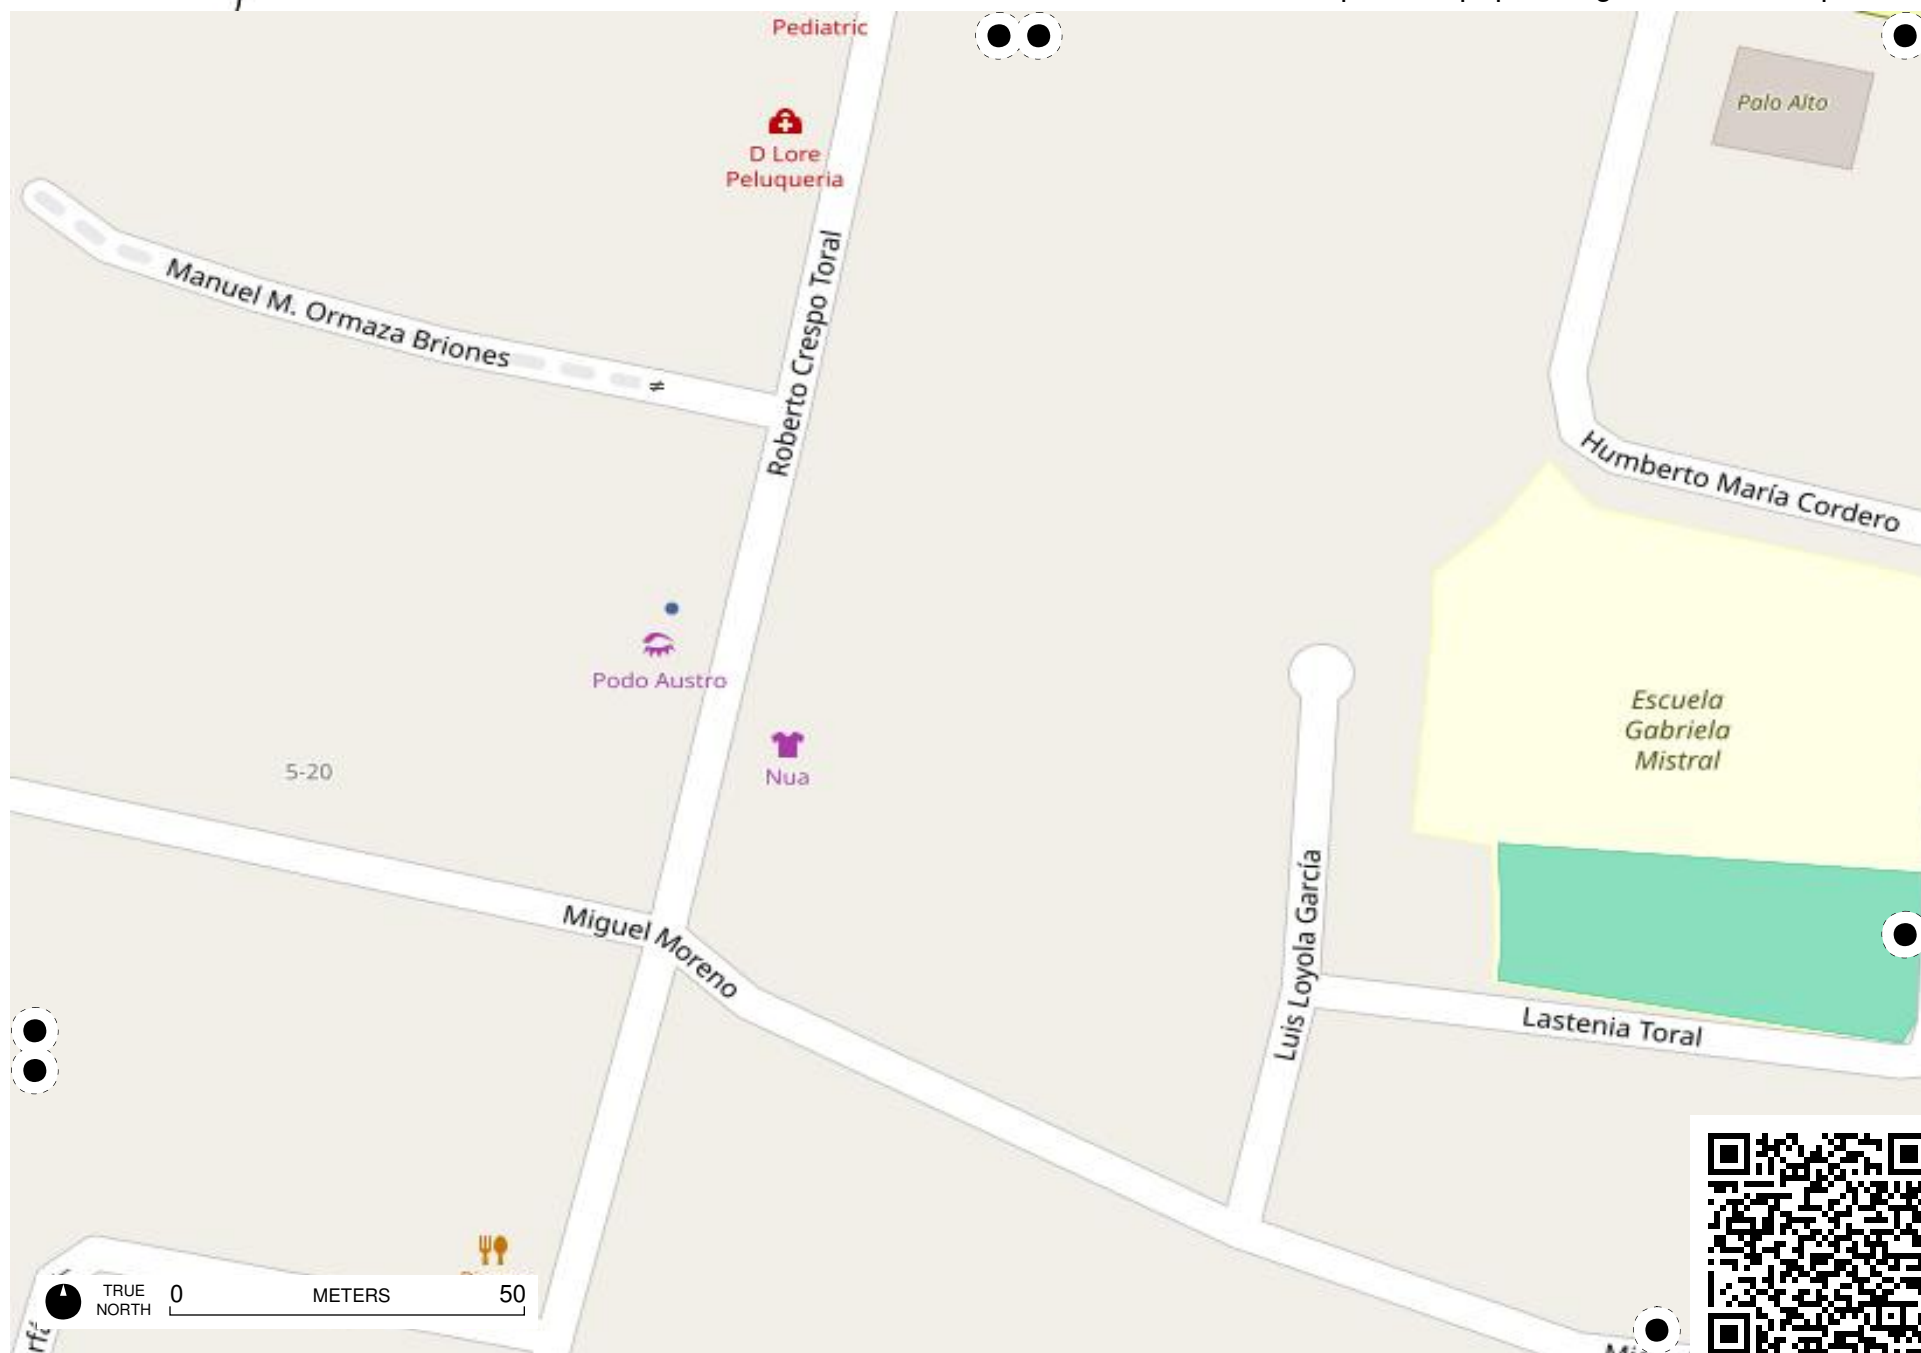 Pediatric
Palo Alto
D Lore
Peluqueria
Manuel M. Ormaza Briones
≠
Roberto Crespo Toral
Humberto María Cordero
Podo Austro
Escuela
Gabriela
Mistral
Nua
5-20
Miguel Moreno
Luis Loyola García
Lastenia Toral
TRUE
NORTH
0 METERS 50